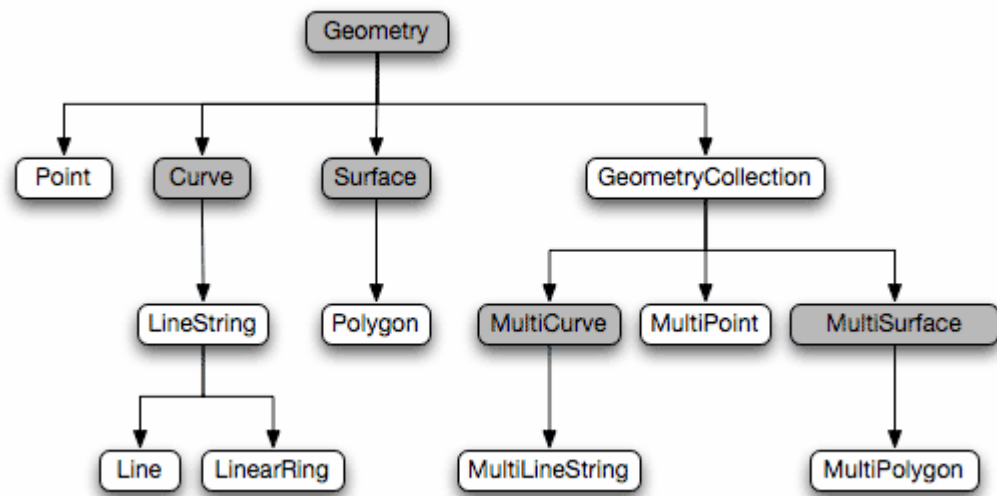 Geometry
Point
Curve
Surface
GeometryCollection
LineString
Polygon
MultiCurve
MultiPoint
MultiSurface
Line
LinearRing
MultiLineString
MultiPolygon